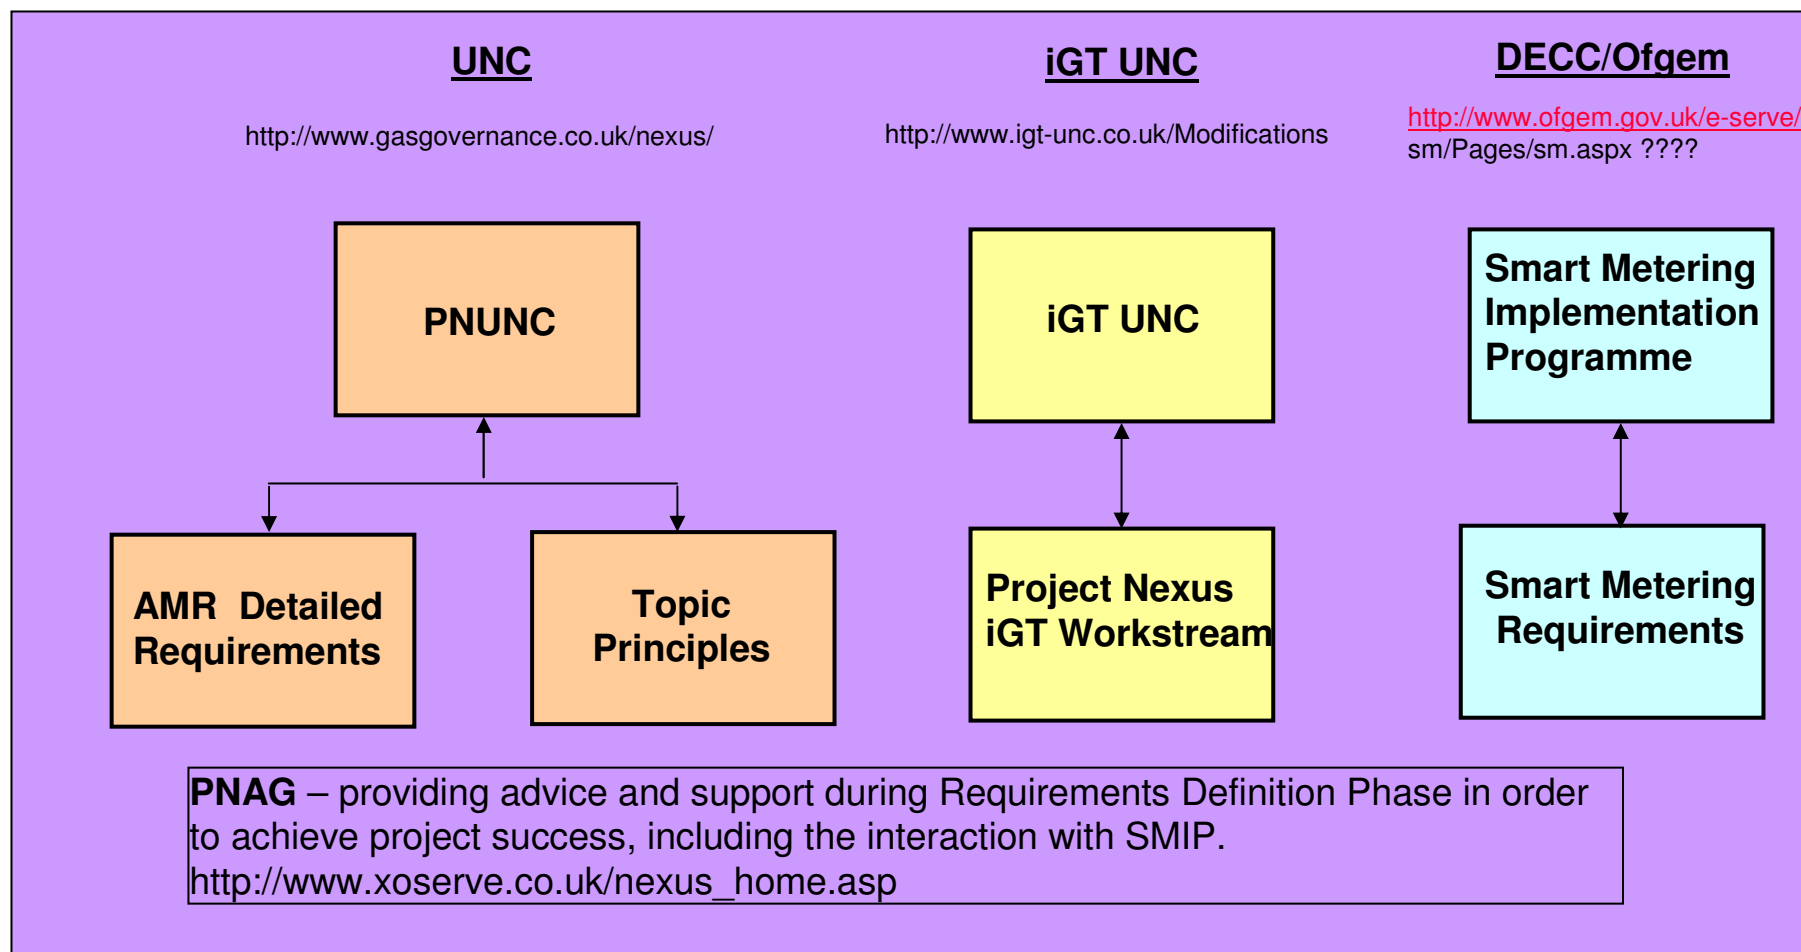 UNC
http://www.gasgovernance.co.uk/nexus/
iGT UNC
http://www.igt-unc.co.uk/Modifications
DECC/Ofgem
http://www.ofgem.gov.uk/e-serve/
sm/Pages/sm.aspx ????
PNUNC
iGT UNC
Smart Metering
Implementation
Programme
AMR  Detailed
Requirements
Topic
Principles
Project Nexus
iGT Workstream
Smart Metering
Requirements
PNAG – providing advice and support during Requirements Definition Phase in order
to achieve project success, including the interaction with SMIP.
http://www.xoserve.co.uk/nexus_home.asp